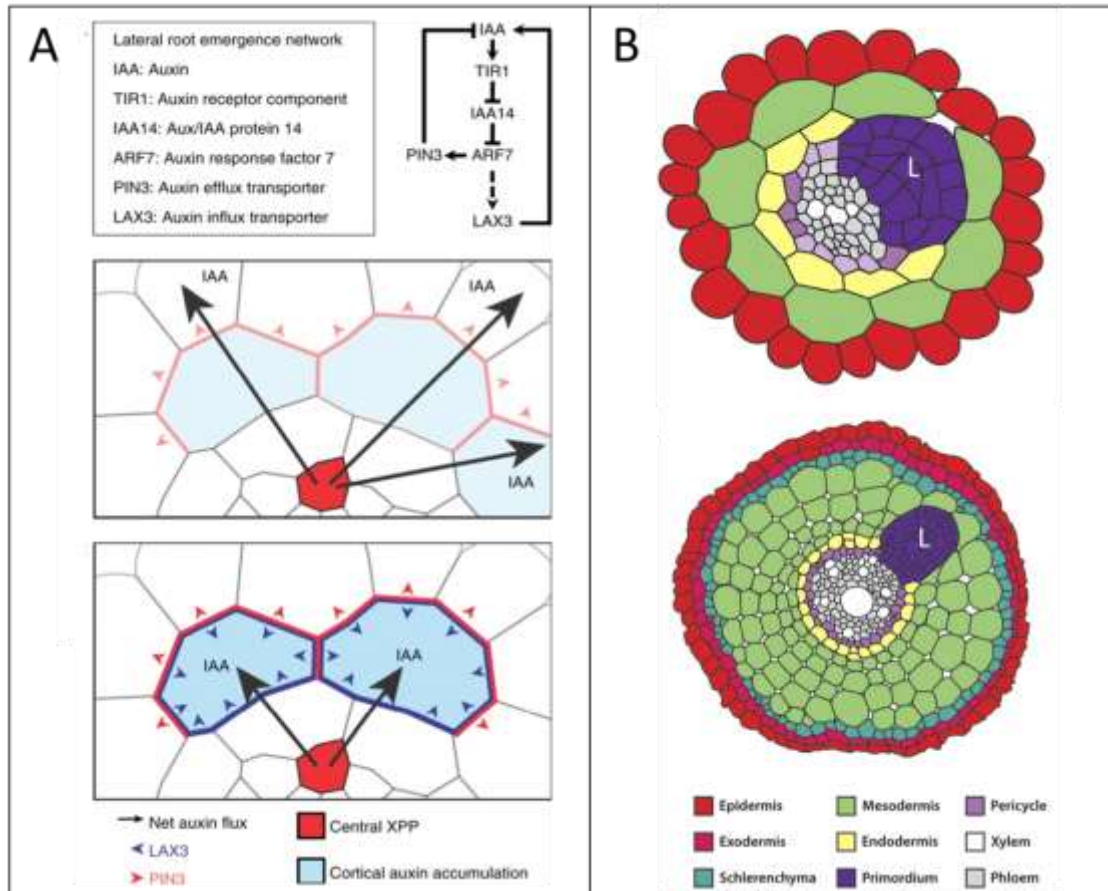 A
Lateral root emergence network
IAA: Auxin
TIR1: Auxin receptor component
IAA14: Aux/IAA protein 14
ARF7: Auxin response factor 7
PIN3: Auxin efflux transporter
LAX3: Auxin influx transporter
IAA
TIR1
IAA14
PIN3 ARF7
LAX3
IAA
IAA
IAA
IAA
IAA
Net auxin flux
LAX3
PIN3
Central XPP
Cortical auxin accumulation
B
L
L
Epidermis
Exodermis
Schlerenchyma
Mesodermis
Endodermis
Primordium
Pericycle
Xylem
Phloem